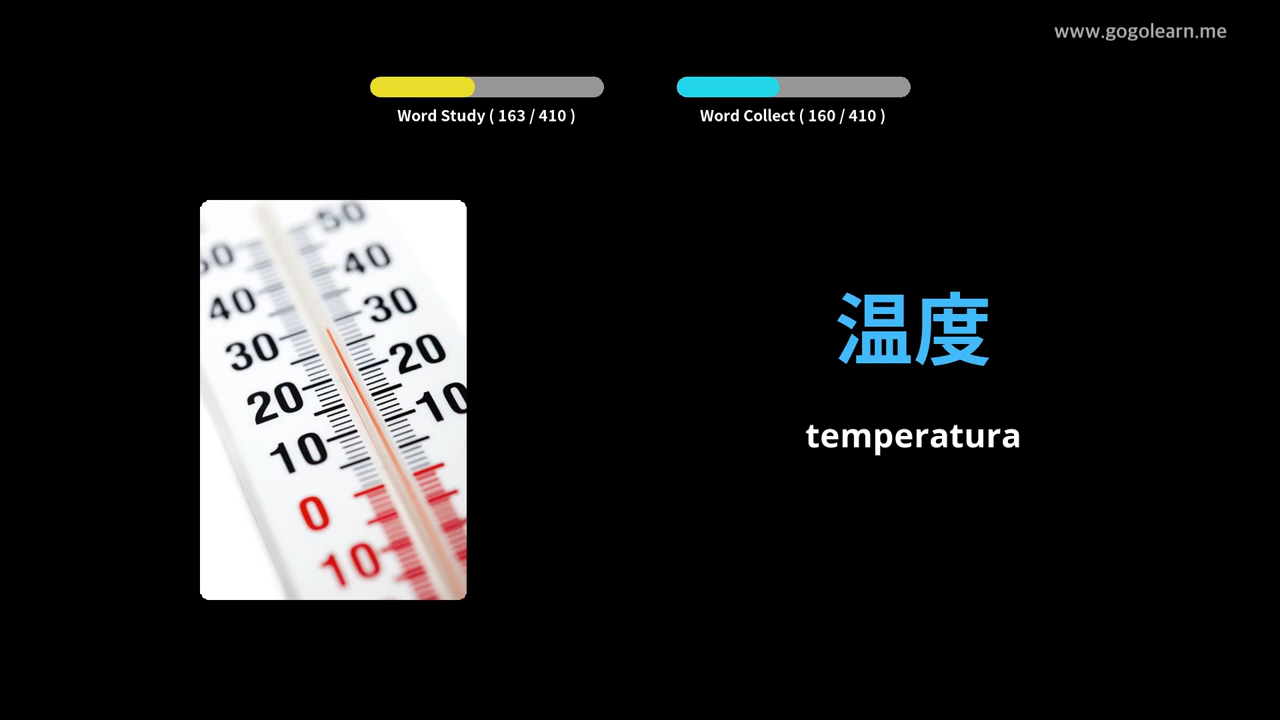 www.gogolearn.me
Word Study ( 163 / 410 )
Word Collect ( 160 / 410 )
50
50
40
40
30
30
20
20
10
10
0
10
温度
temperatura